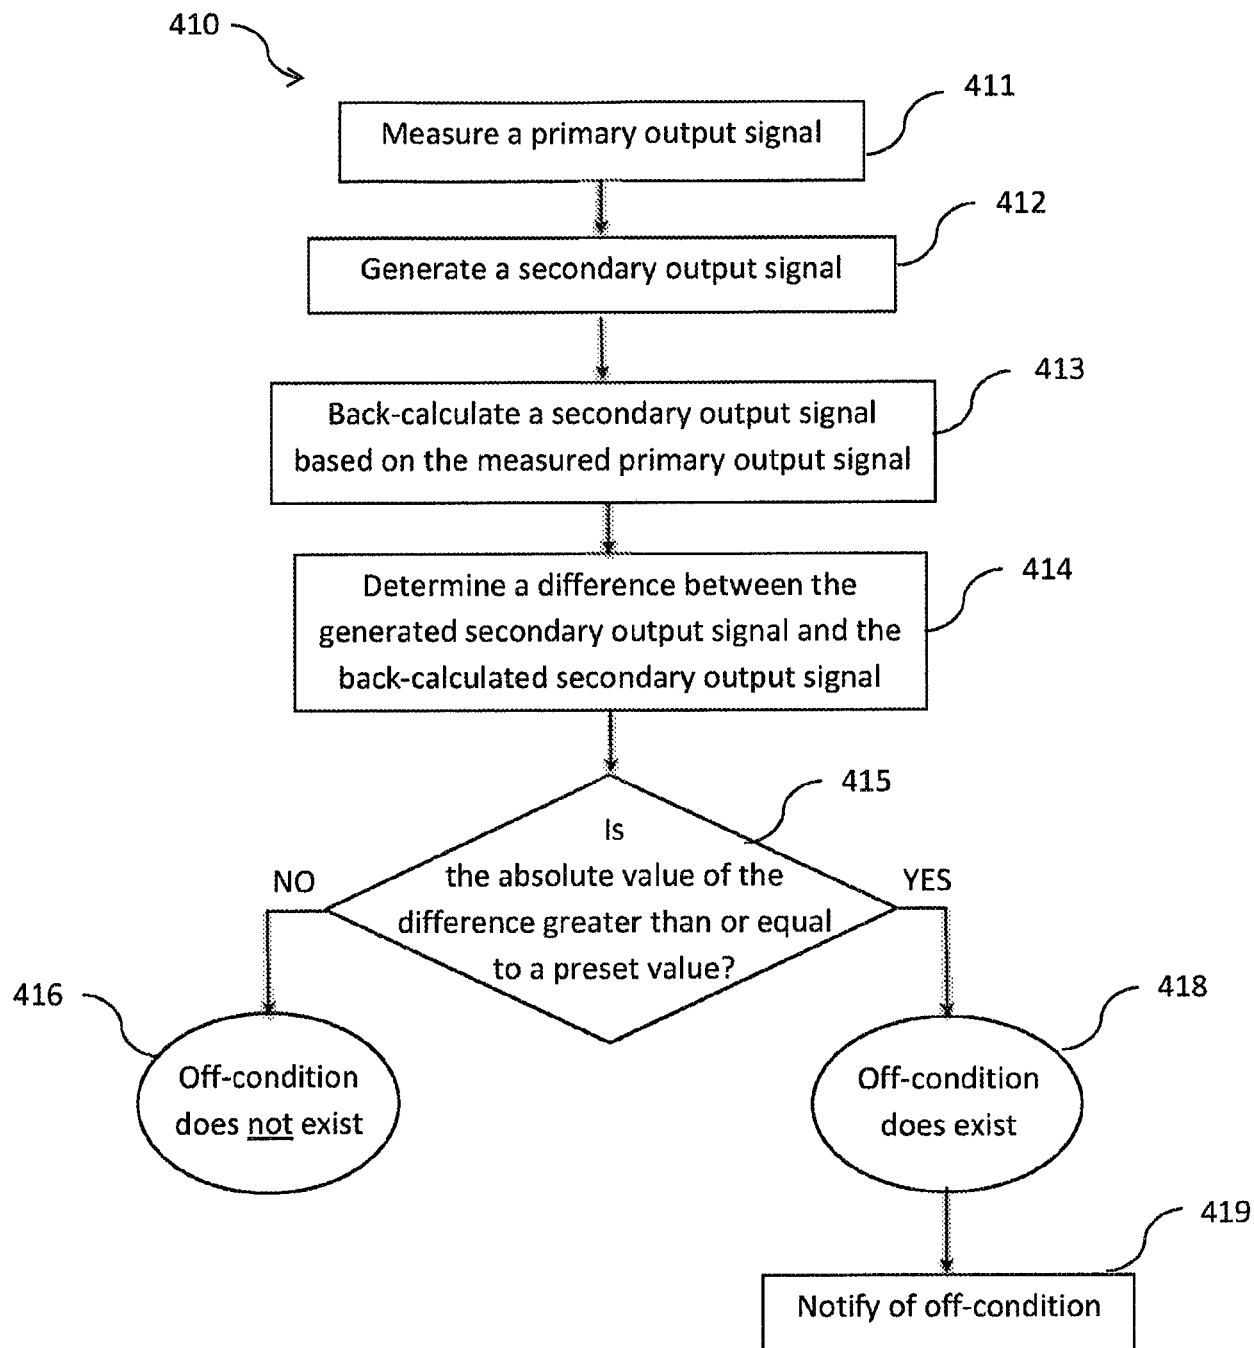 410
411
Measure a primary output signal
412
Generate a secondary output signal
413
Back-calculate a secondary output signal
based on the measured primary output signal
414
Determine a difference between the
generated secondary output signal and the
back-calculated secondary output signal
415
Is
the absolute value of the
difference greater than or equal
to a preset value?
NO
YES
416
Off-condition
does not exist
418
Off-condition
does exist
419
Notify of off-condition